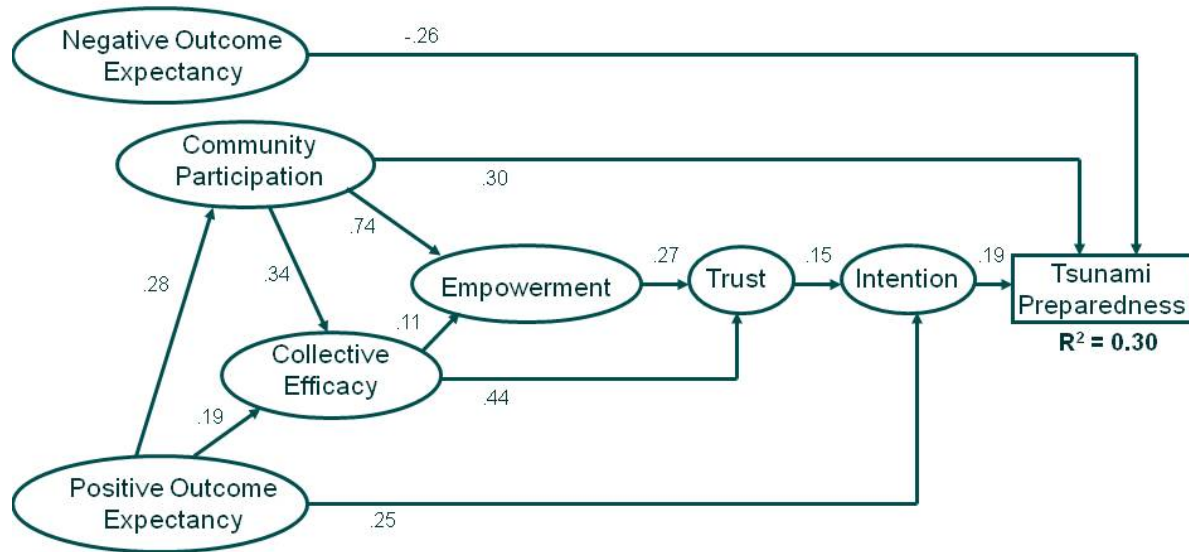 Negative Outcome
Expectancy
-.26
Community
Participation
.30
.74
.28
.34
Empowerment
.27
Trust
.15
Intention
.19
Tsunami
Preparedness
R² = 0.30
.11
Collective
Efficacy
.44
.19
Positive Outcome
Expectancy
.25